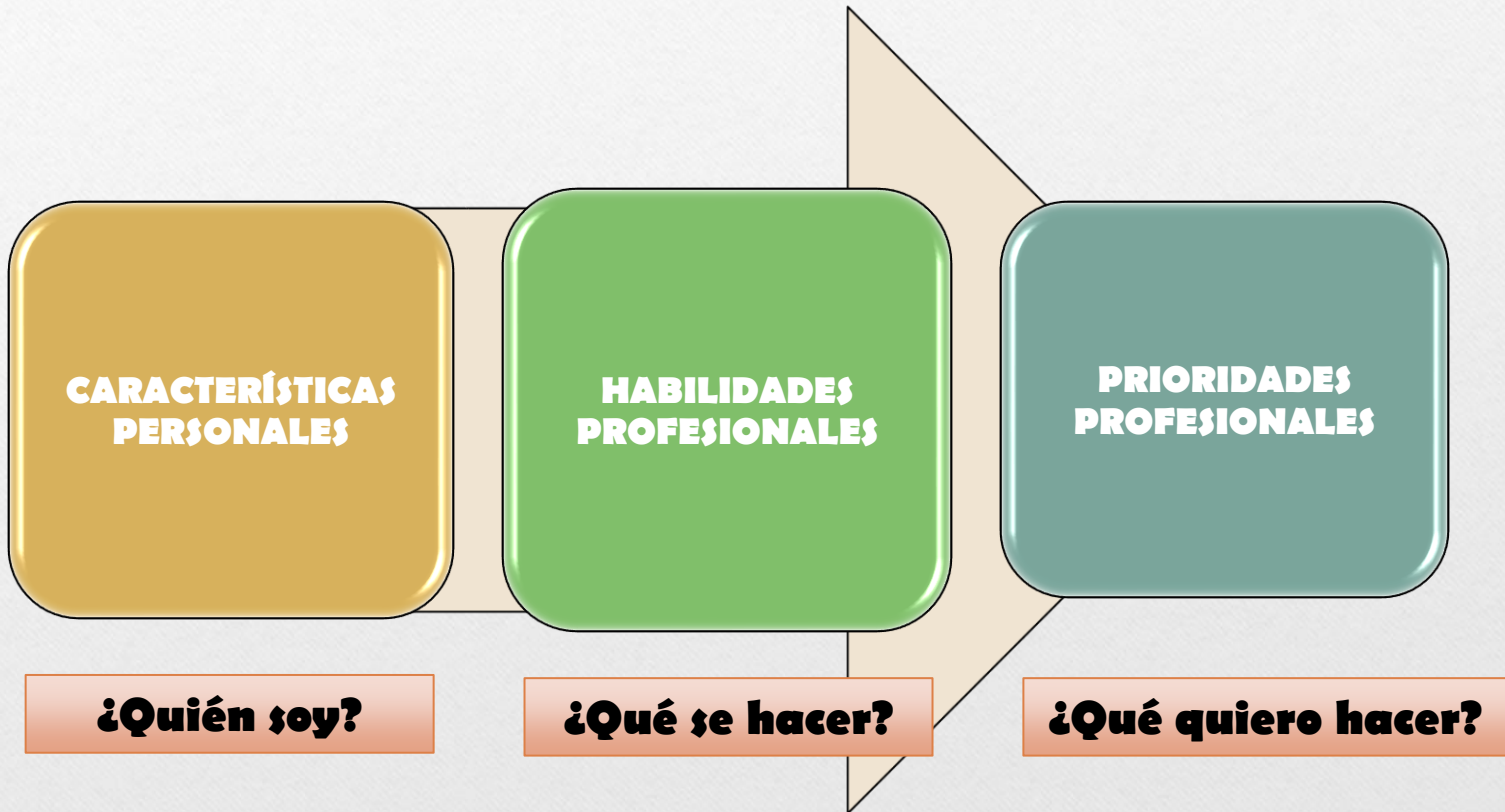 CARACTERÍSTICAS
PERSONALES
HABILIDADES
PROFESIONALES
PRIORIDADES
PROFESIONALES
¿Quién soy?
¿Qué se hacer?
¿Qué quiero hacer?